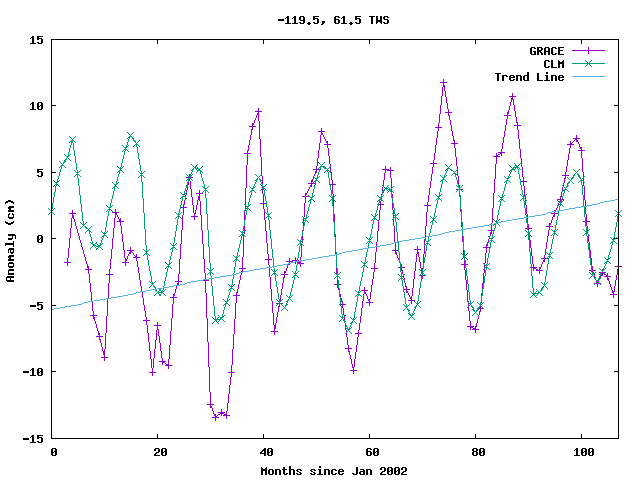 -119.5, 61.5 TWS
GRACE
CLM
Trend Line
15
10
5
0
-5
-10
-15
Anomaly (cm)
0 20 40 60 80 100
Months since Jan 2002